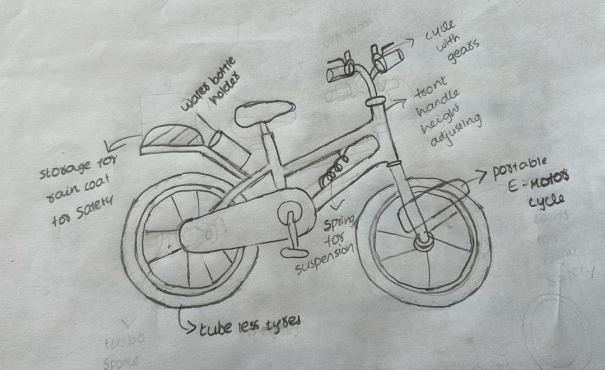 cycle
with
gears
water bottle
holder
front
handle
height
adjusting
storage for
rain coat
for safety
portable
E-Motor
cycle
spring
for
suspension
tube less tyres